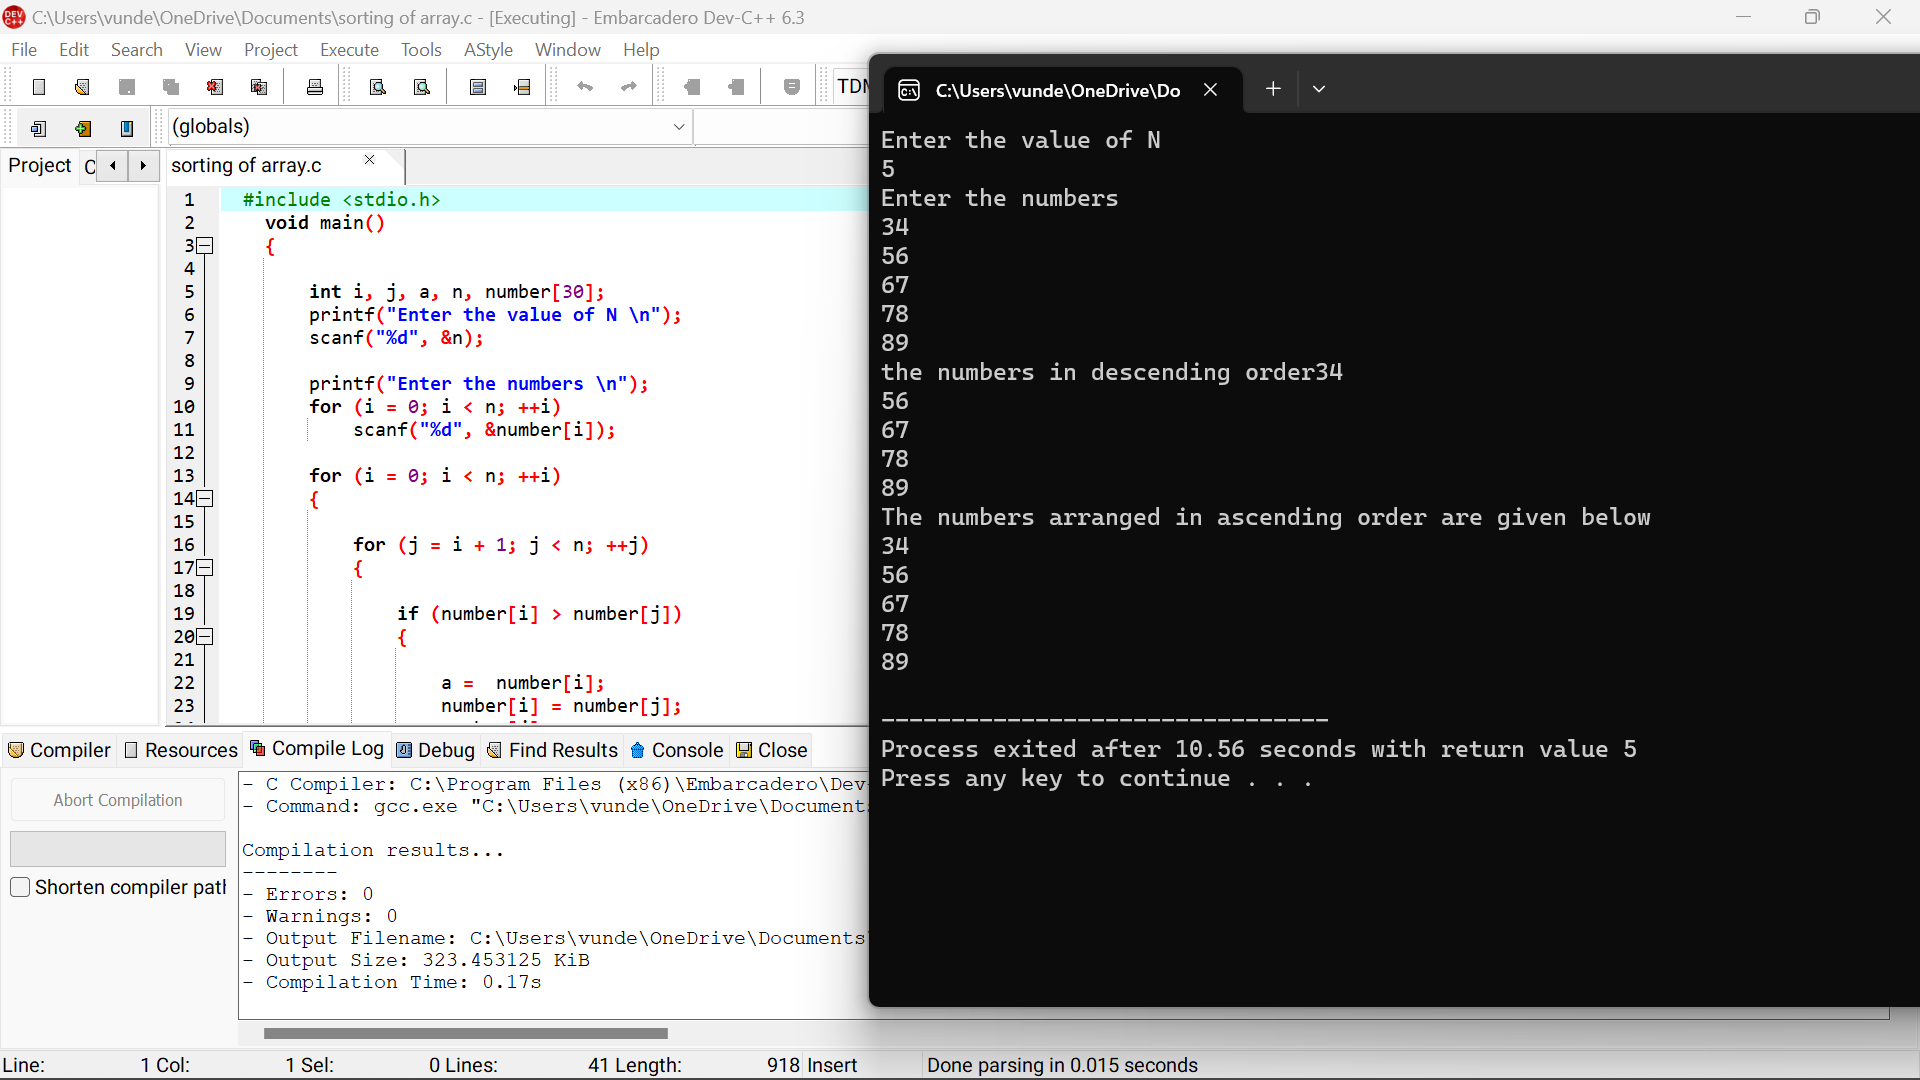 C:\Users\vunde\OneDrive\Documents\sorting of array.c - [Executing] - Embarcadero Dev-C++ 6.3
File Edit Search View Project Execute Tools AStyle Window Help
(globals)
Project
sorting of array.c
1 #include <stdio.h>
2 void main()
3 {
4
5 int i, j, a, n, number[30];
6 printf("Enter the value of N \n");
7 scanf("%d", &n);
8
9 printf("Enter the numbers \n");
10 for (i = 0; i < n; ++i)
11 scanf("%d", &number[i]);
12
13 for (i = 0; i < n; ++i)
14 {
15
16 for (j = i + 1; j < n; ++j)
17 {
18
19 if (number[i] > number[j])
20 {
21
22 a =  number[i];
23 number[i] = number[j];
Compiler Resources Compile Log Debug Find Results Console Close
Abort Compilation
Shorten compiler
- C Compiler: C:\Program Files (x86)\Embarcadero\Dev
- Command: gcc.exe "C:\Users\vunde\OneDrive\Documents
Compilation results...
--------
- Errors: 0
- Warnings: 0
- Output Filename: C:\Users\vunde\OneDrive\Documents
- Output Size: 323.453125 KiB
- Compilation Time: 0.17s
Line: 1 Col: 1 Sel: 0 Lines: 41 Length: 918 Insert Done parsing in 0.015 seconds
C:\Users\vunde\OneDrive\Do
Enter the value of N
5
Enter the numbers
34
56
67
78
89
the numbers in descending order34
56
67
78
89
The numbers arranged in ascending order are given below
34
56
67
78
89
--------------------------------
Process exited after 10.56 seconds with return value 5
Press any key to continue . . .